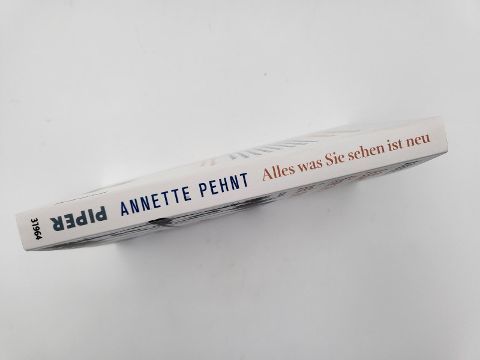 31964
PIPER
ANNETTE PEHNT
Alles was Sie sehen ist neu